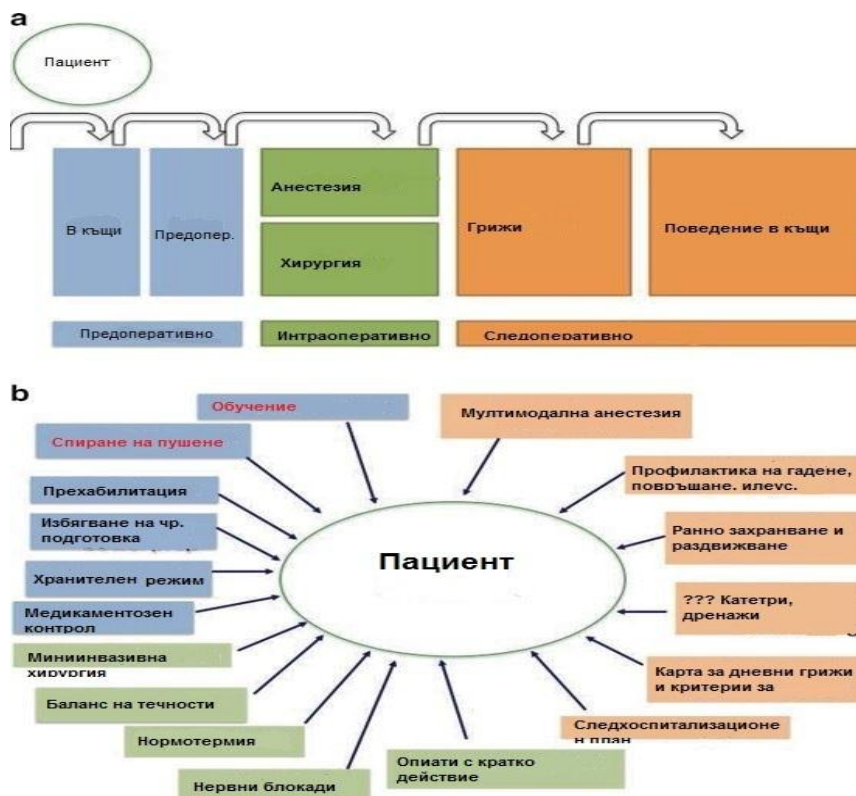 a
Пациент
В къщи
Предопер.
Анестезия
Хирургия
Грижи
Поведение в къщи
Предоперативно
Интраоперативно
Следоперативно
b
Обучение
Спиране на пушене
Прехабилитация
Избягване на чр.
подготовка
Хранителен режим
Медикаментозен
контрол
Миниинвазивна
хирургия
Баланс на течности
Нормотермия
Нервни блокади
Опиати с кратко
действие
Пациент
Мултимодална анестезия
Профилактика на гадене,
повръщане. илеус.
Ранно захранване и
раздвижване
??? Катетри,
дренажи
Карта за дневни грижи
и критерии за
Следхоспитализационе
н план